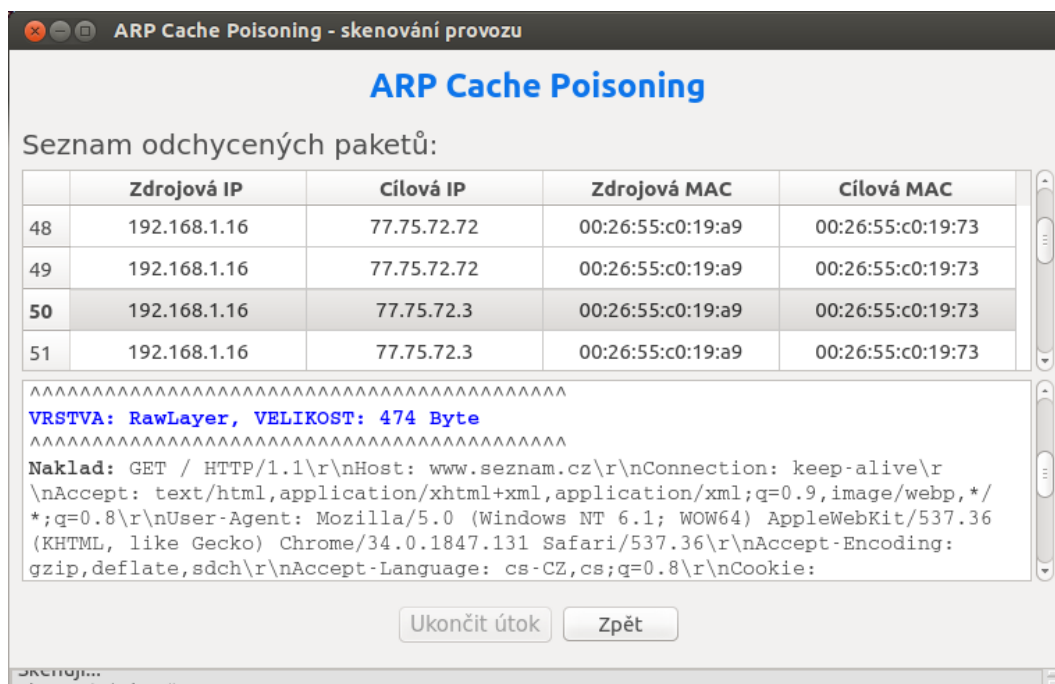 ARP Cache Poisoning - skenování provozu
ARP Cache Poisoning
Seznam odchycených paketů:
Zdrojová IP Cílová IP Zdrojová MAC Cílová MAC
48 192.168.1.16 77.75.72.72 00:26:55:c0:19:a9 00:26:55:c0:19:73
49 192.168.1.16 77.75.72.72 00:26:55:c0:19:a9 00:26:55:c0:19:73
50 192.168.1.16 77.75.72.3 00:26:55:c0:19:a9 00:26:55:c0:19:73
51 192.168.1.16 77.75.72.3 00:26:55:c0:19:a9 00:26:55:c0:19:73
^^^^^^^^^^^^^^^^^^^^^^^^^^^^^^^^^^^^^^^^^^
VRSTVA: RawLayer, VELIKOST: 474 Byte
^^^^^^^^^^^^^^^^^^^^^^^^^^^^^^^^^^^^^^^^^^
Naklad: GET / HTTP/1.1\r\nHost: www.seznam.cz\r\nConnection: keep-alive\r
\nAccept: text/html,application/xhtml+xml,application/xml;q=0.9,image/webp,*/
*;q=0.8\r\nUser-Agent: Mozilla/5.0 (Windows NT 6.1; WOW64) AppleWebKit/537.36
(KHTML, like Gecko) Chrome/34.0.1847.131 Safari/537.36\r\nAccept-Encoding:
gzip,deflate,sdch\r\nAccept-Language: cs-CZ,cs;q=0.8\r\nCookie:
Ukončit útok Zpět